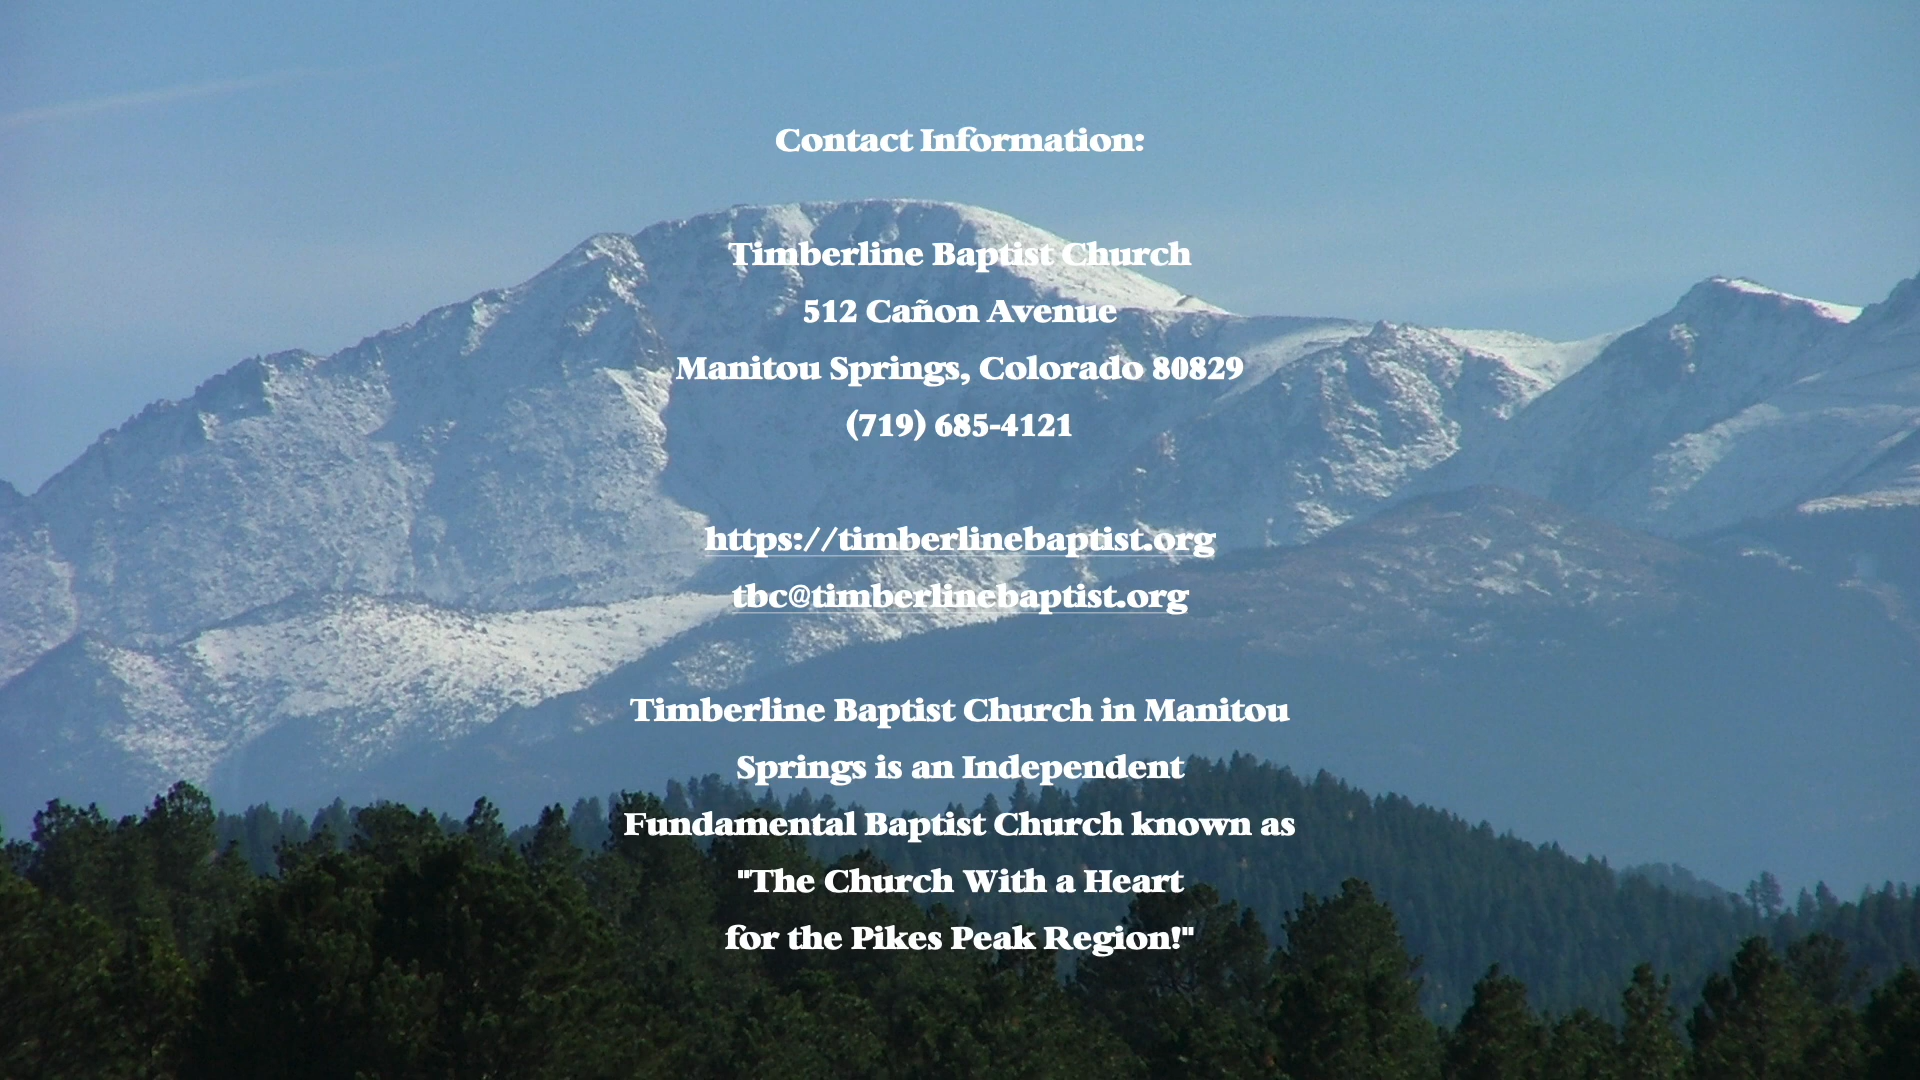 Contact Information:
Timberline Baptist Church
512 Cañon Avenue
Manitou Springs, Colorado 80829
(719) 685-4121
https://timberlinebaptist.org
tbc@timberlinebaptist.org
Timberline Baptist Church in Manitou
Springs is an Independent
Fundamental Baptist Church known as
"The Church With a Heart
for the Pikes Peak Region!"